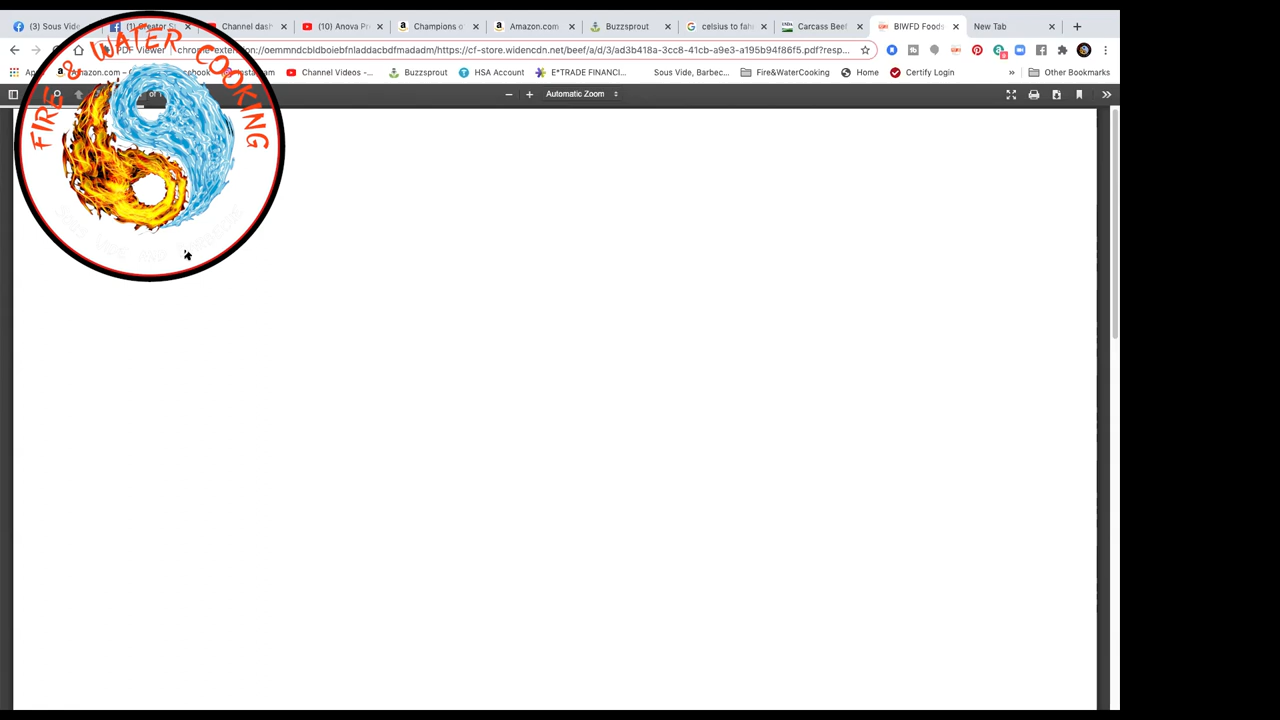 (3) Sous Vide
(1) Creator St
Channel dash
(10) Anova Pr
Champions o
Amazon.com
Buzzsprout
celsius to fah
Carcass Beef
BIWFD Foods
New Tab
PDF Viewer
chrome-extension://oemmndcbldboiebfnladdacbdfmadadm/https://cf-store.widencdn.net/beef/a/d/3/ad3b418a-3cc8-41cb-a9e3-a195b94f86f5.pdf?resp...
Amazon.com –
Instagram
Channel Videos -...
Buzzsprout
HSA Account
E*TRADE FINANCI...
Sous Vide, Barbec...
Fire&WaterCooking
Home
Certify Login
»
Other Bookmarks
Automatic Zoom
FIRE & WATER COOKING